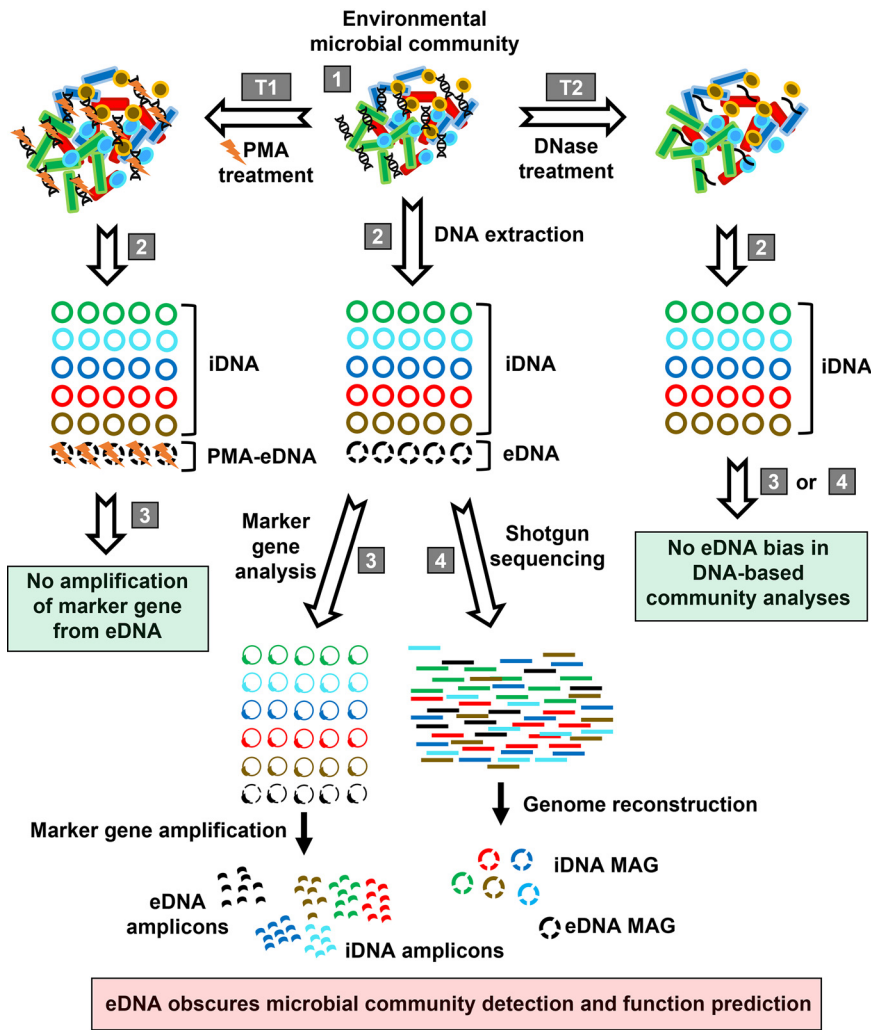 Environmental
microbial community
T1
1
T2
PMA
treatment
DNase
treatment
2
2
DNA extraction
2
iDNA
iDNA
iDNA
PMA-eDNA
eDNA
3
Marker
gene
analysis
3
4
Shotgun
sequencing
3 or 4
No amplification
of marker gene
from eDNA
No eDNA bias in
DNA-based
community analyses
Marker gene amplification
Genome reconstruction
eDNA
amplicons
iDNA amplicons
iDNA MAG
eDNA MAG
eDNA obscures microbial community detection and function prediction